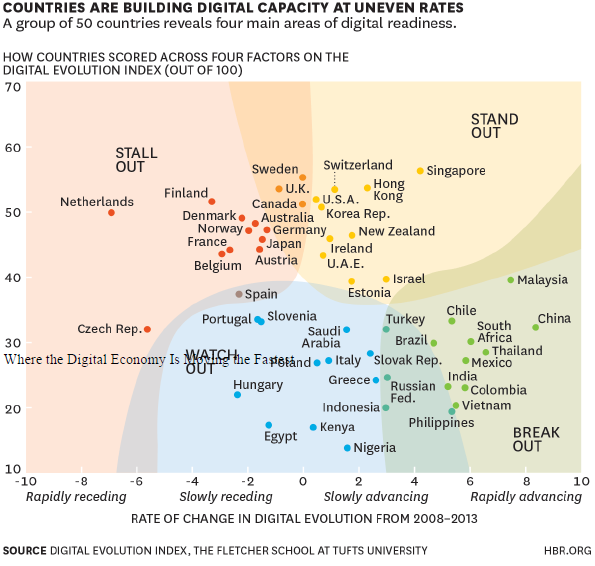 COUNTRIES ARE BUILDING DIGITAL CAPACITY AT UNEVEN RATES
A group of 50 countries reveals four main areas of digital readiness.
HOW COUNTRIES SCORED ACROSS FOUR FACTORS ON THE
DIGITAL EVOLUTION INDEX (OUT OF 100)
70
STAND
OUT
60
STALL
OUT
Switzerland
Sweden
Singapore
U.K.
Hong
Kong
Finland
Netherlands
U.S.A.
Canada
Korea Rep.
50
Denmark
Australia
Norway
Germany
New Zealand
France
Japan
Ireland
Belgium
Austria
U.A.E.
40
Israel
Malaysia
Estonia
Spain
Portugal
Slovenia
Turkey
Chile
China
Czech Rep.
Saudi
Arabia
Brazil
South
Africa
30
Thailand
WATCH
OUT
Where the Digital Economy Is Moving the Fastest
Poland
Italy
Slovak Rep.
Mexico
Hungary
Greece
Russian
Fed.
India
Colombia
20
Indonesia
Vietnam
Philippines
Egypt
Kenya
Nigeria
BREAK
OUT
10
-10 -8 -6 -4 -2 0 2 4 6 8 10
Rapidly receding Slowly receding Slowly advancing Rapidly advancing
RATE OF CHANGE IN DIGITAL EVOLUTION FROM 2008–2013
SOURCE DIGITAL EVOLUTION INDEX, THE FLETCHER SCHOOL AT TUFTS UNIVERSITY HBR.ORG